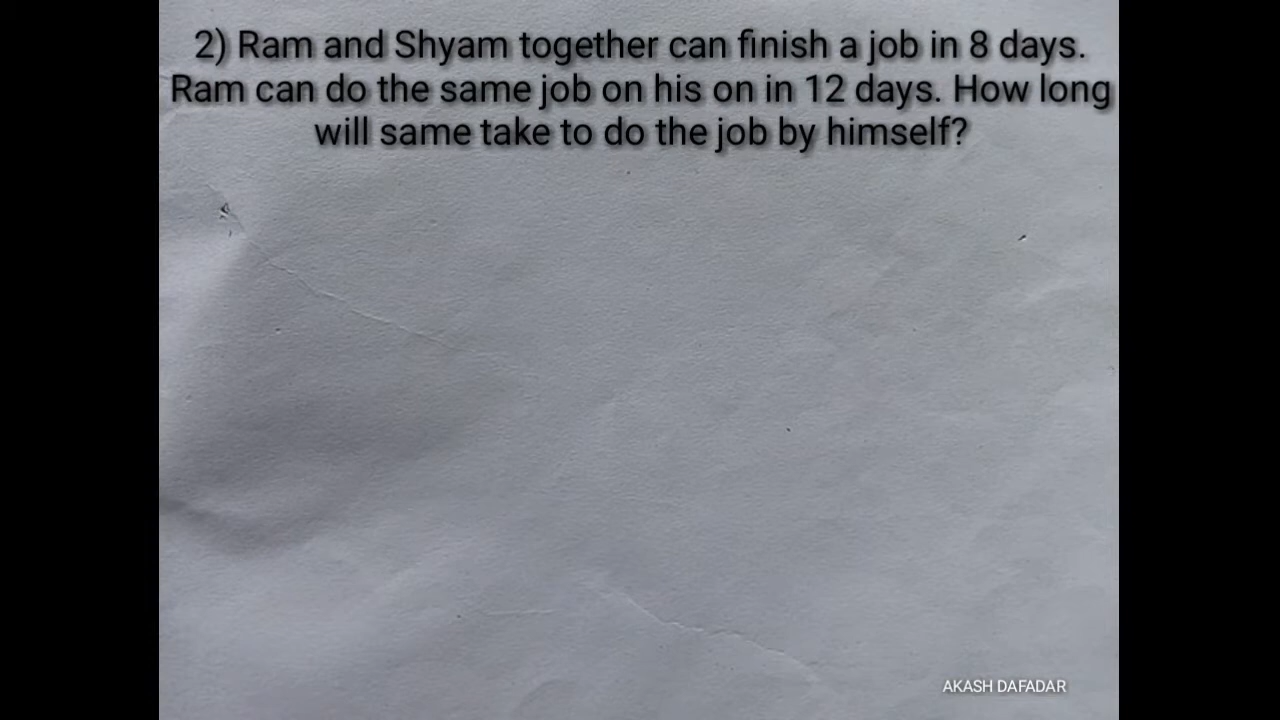 2) Ram and Shyam together can finish a job in 8 days.
Ram can do the same job on his on in 12 days. How long
will same take to do the job by himself?
AKASH DAFADAR